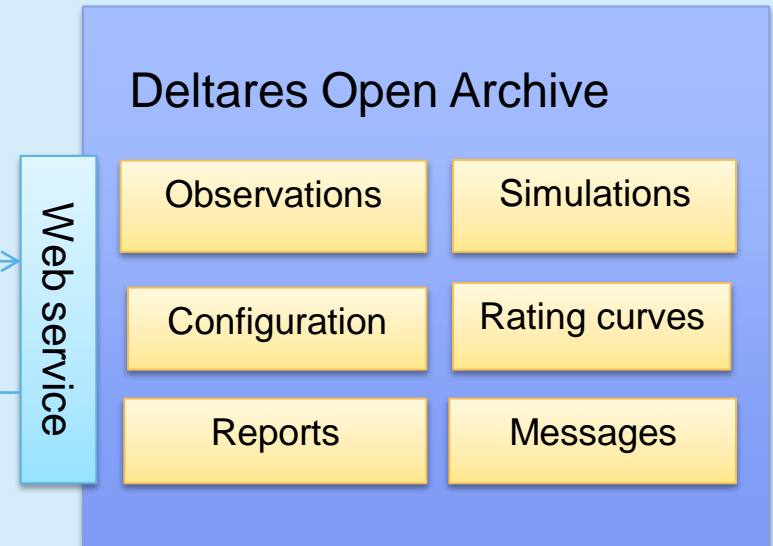 Deltares Open Archive
Web service
Observations
Simulations
Configuration
Rating curves
Reports
Messages